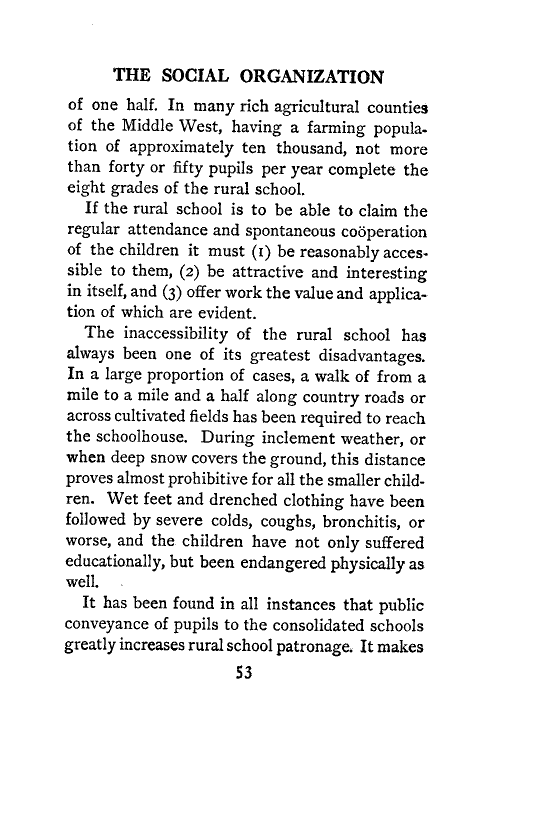 THE SOCIAL ORGANIZATION
of one half. In many rich agricultural counties
of the Middle West, having a farming popula-
tion of approximately ten thousand, not more
than forty or fifty pupils per year complete the
eight grades of the rural school.
If the rural school is to be able to claim the
regular attendance and spontaneous coöperation
of the children it must (1) be reasonably acces-
sible to them, (2) be attractive and interesting
in itself, and (3) offer work the value and applica-
tion of which are evident.
The inaccessibility of the rural school has
always been one of its greatest disadvantages.
In a large proportion of cases, a walk of from a
mile to a mile and a half along country roads or
across cultivated fields has been required to reach
the schoolhouse. During inclement weather, or
when deep snow covers the ground, this distance
proves almost prohibitive for all the smaller child-
ren. Wet feet and drenched clothing have been
followed by severe colds, coughs, bronchitis, or
worse, and the children have not only suffered
educationally, but been endangered physically as
well.
It has been found in all instances that public
conveyance of pupils to the consolidated schools
greatly increases rural school patronage. It makes
53